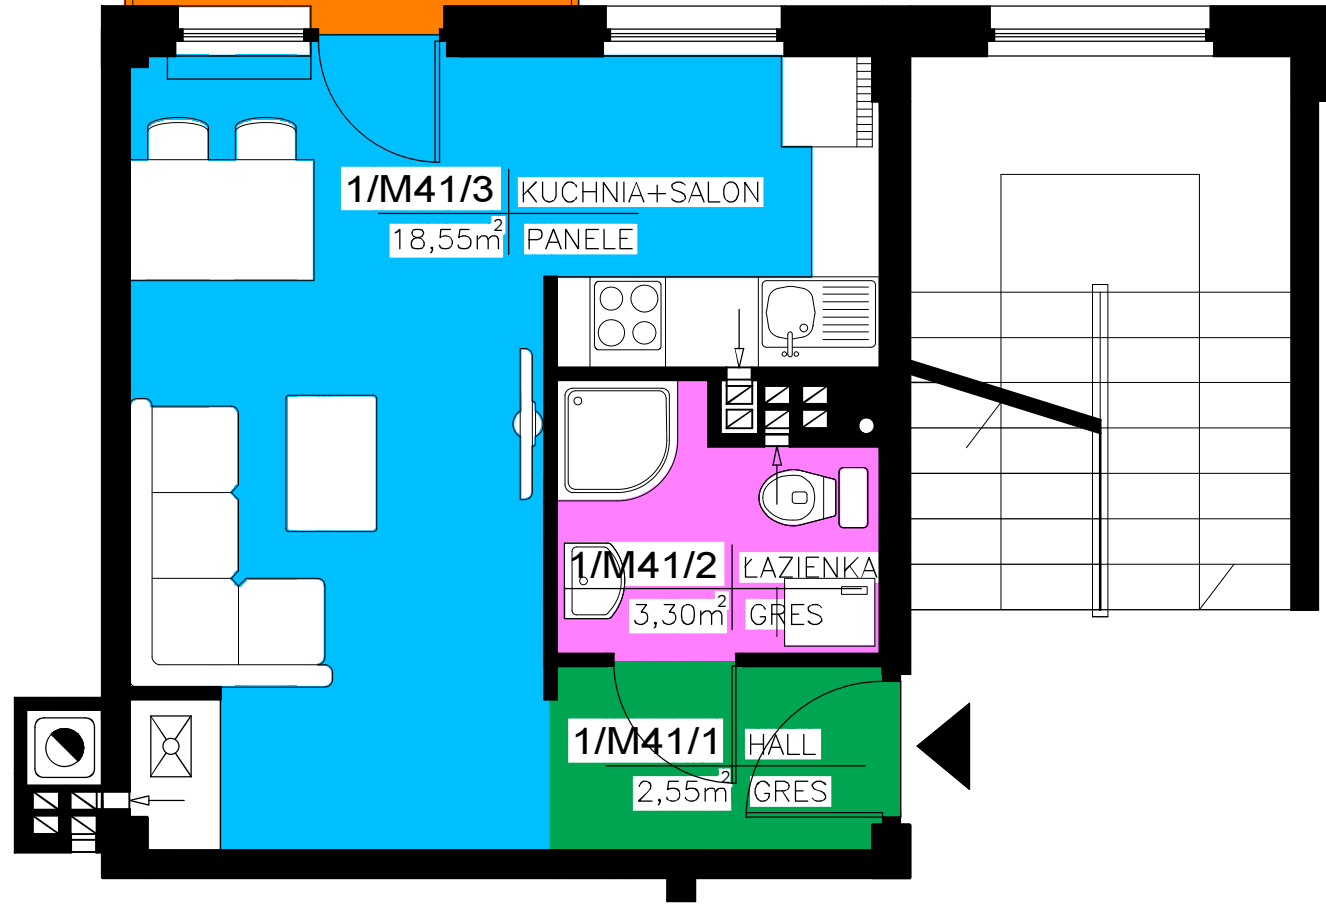 1/M41/3 KUCHNIA+SALON
18,55m² PANELE
1/M41/2 ŁAZIENKA
3,30m² GRES
1/M41/1 HALL
2,55m² GRES